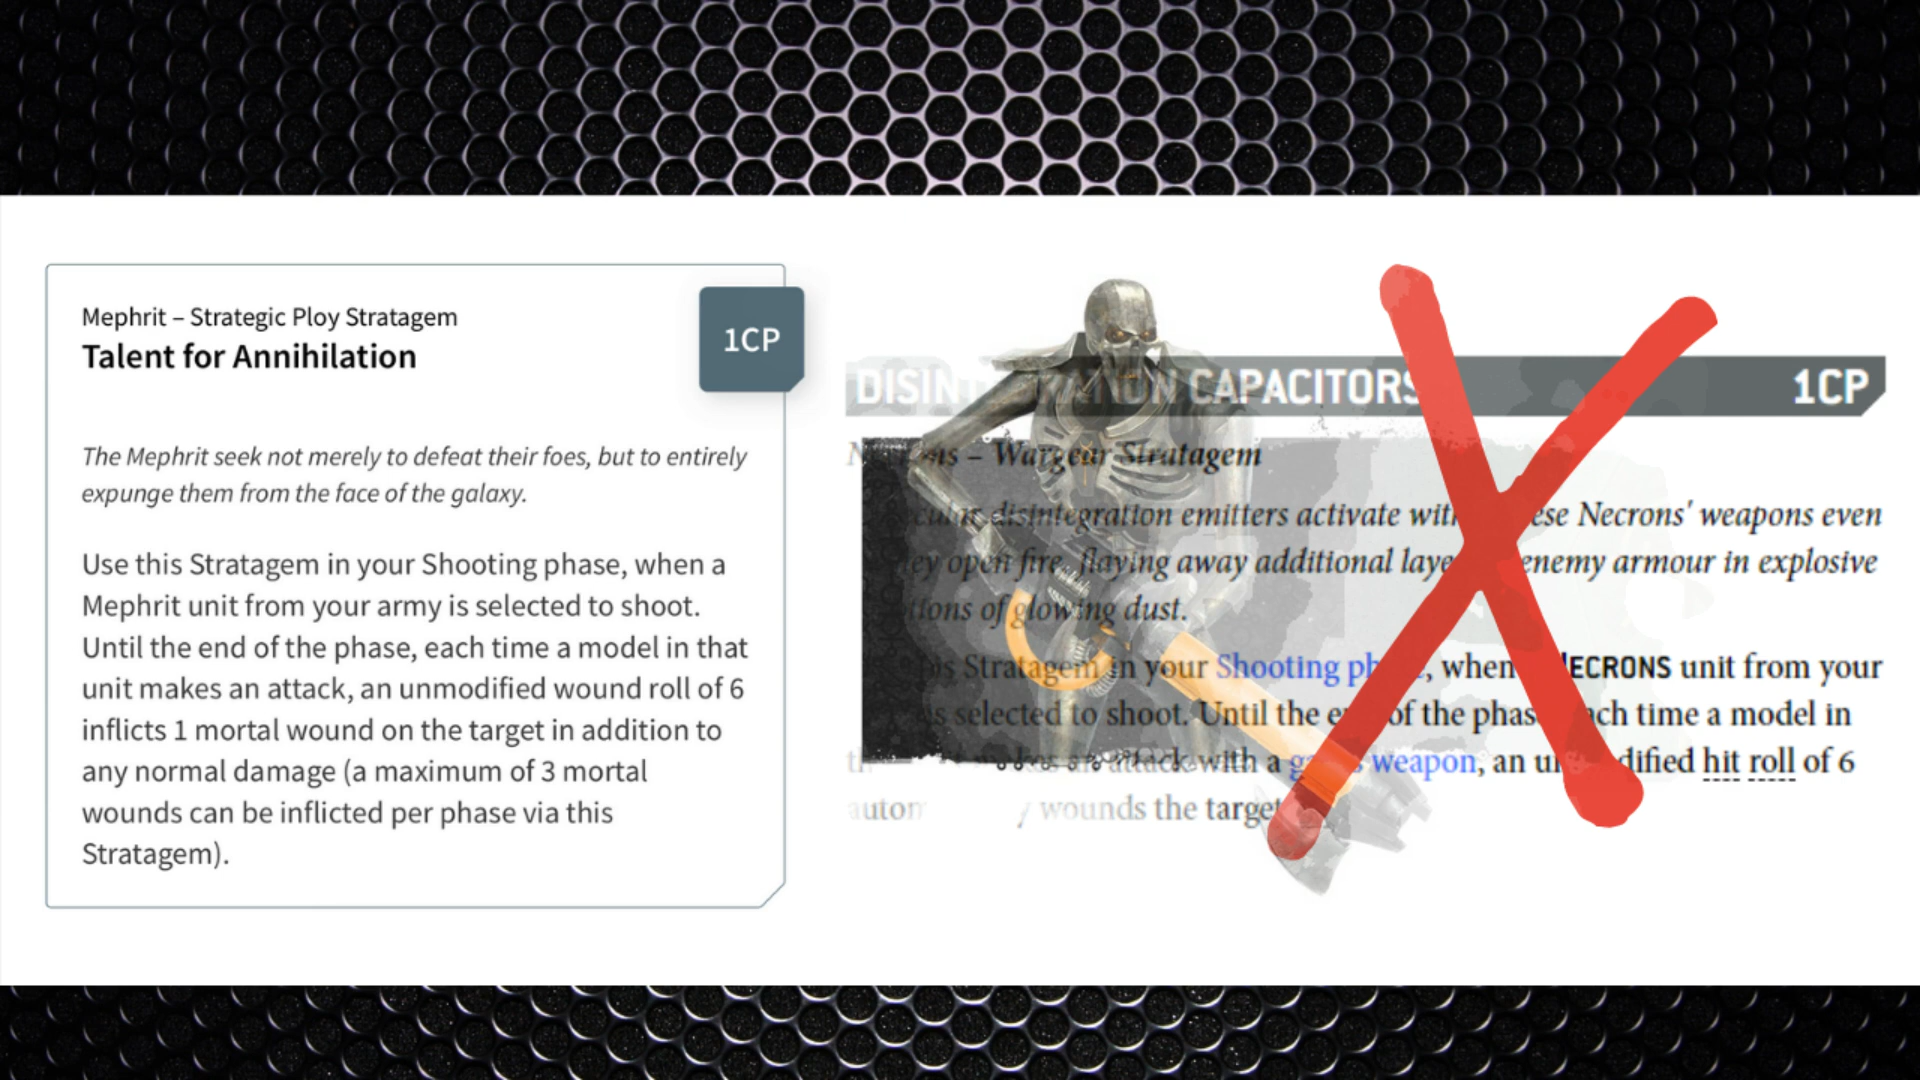 Mephrit – Strategic Ploy Stratagem
Talent for Annihilation
1CP
The Mephrit seek not merely to defeat their foes, but to entirely
expunge them from the face of the galaxy.
Use this Stratagem in your Shooting phase, when a
Mephrit unit from your army is selected to shoot.
Until the end of the phase, each time a model in that
unit makes an attack, an unmodified wound roll of 6
inflicts 1 mortal wound on the target in addition to
any normal damage (a maximum of 3 mortal
wounds can be inflicted per phase via this
Stratagem).
CAPACITORS 1CP
– Wargear Stratagem
disintegration emitters activate Necrons' weapons even
open fire, flaying away additional enemy armour in explosive
of glowing dust.
Stratagem in your Shooting , when NECRONS unit from your
selected to shoot. Until the of the time a model in
attack with a weapon, an hit roll of 6
wounds the target